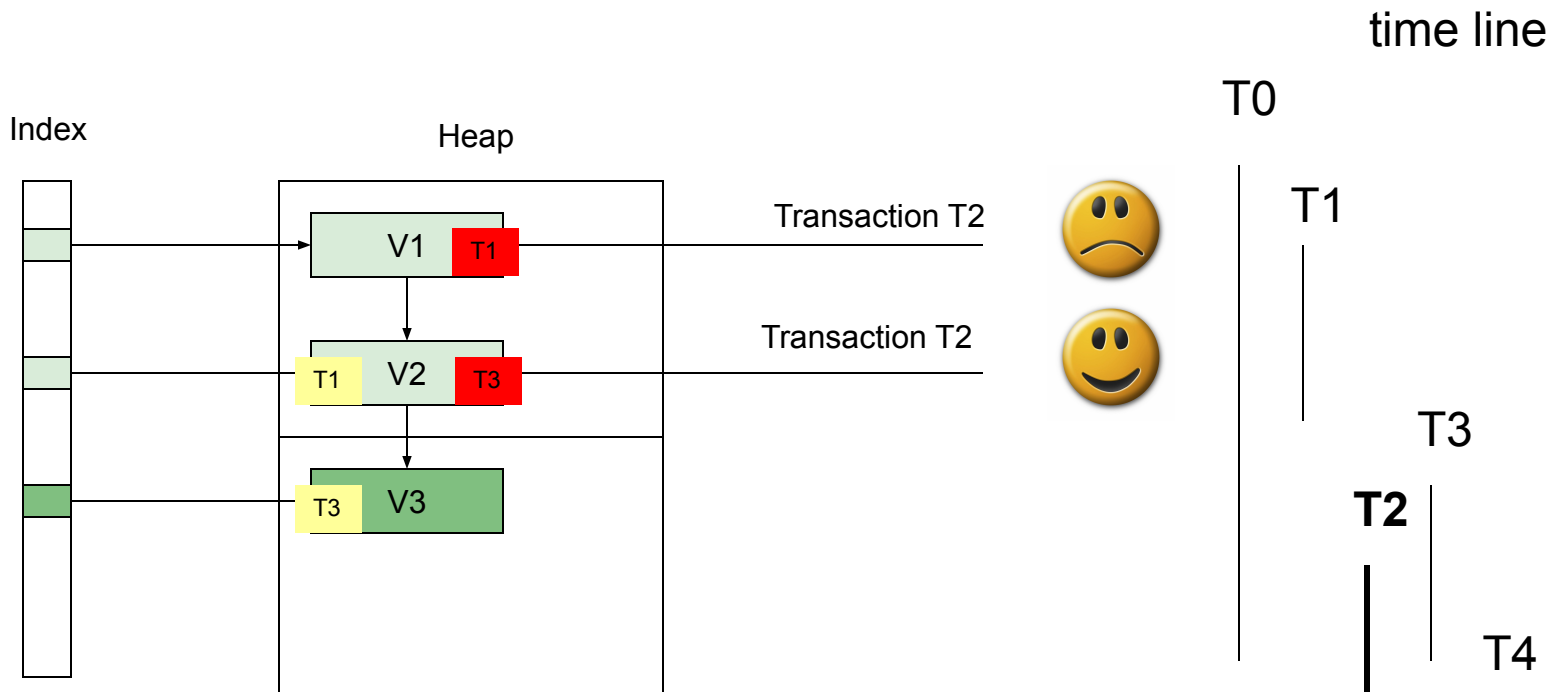 time line
T0
Index
Heap
T1
Transaction T2
V1
T1
Transaction T2
T1
V2
T3
T3
V3
T3
T2
T4